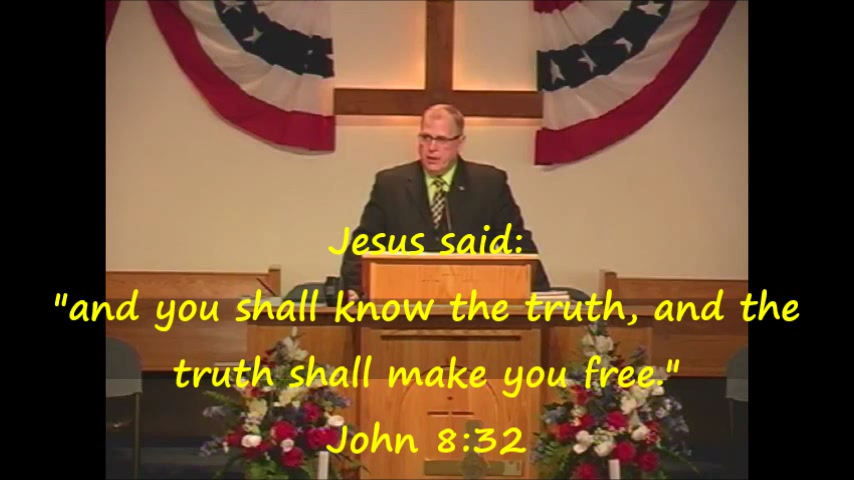 Jesus said:
"and you shall know the truth, and the
truth shall make you free."
John 8:32